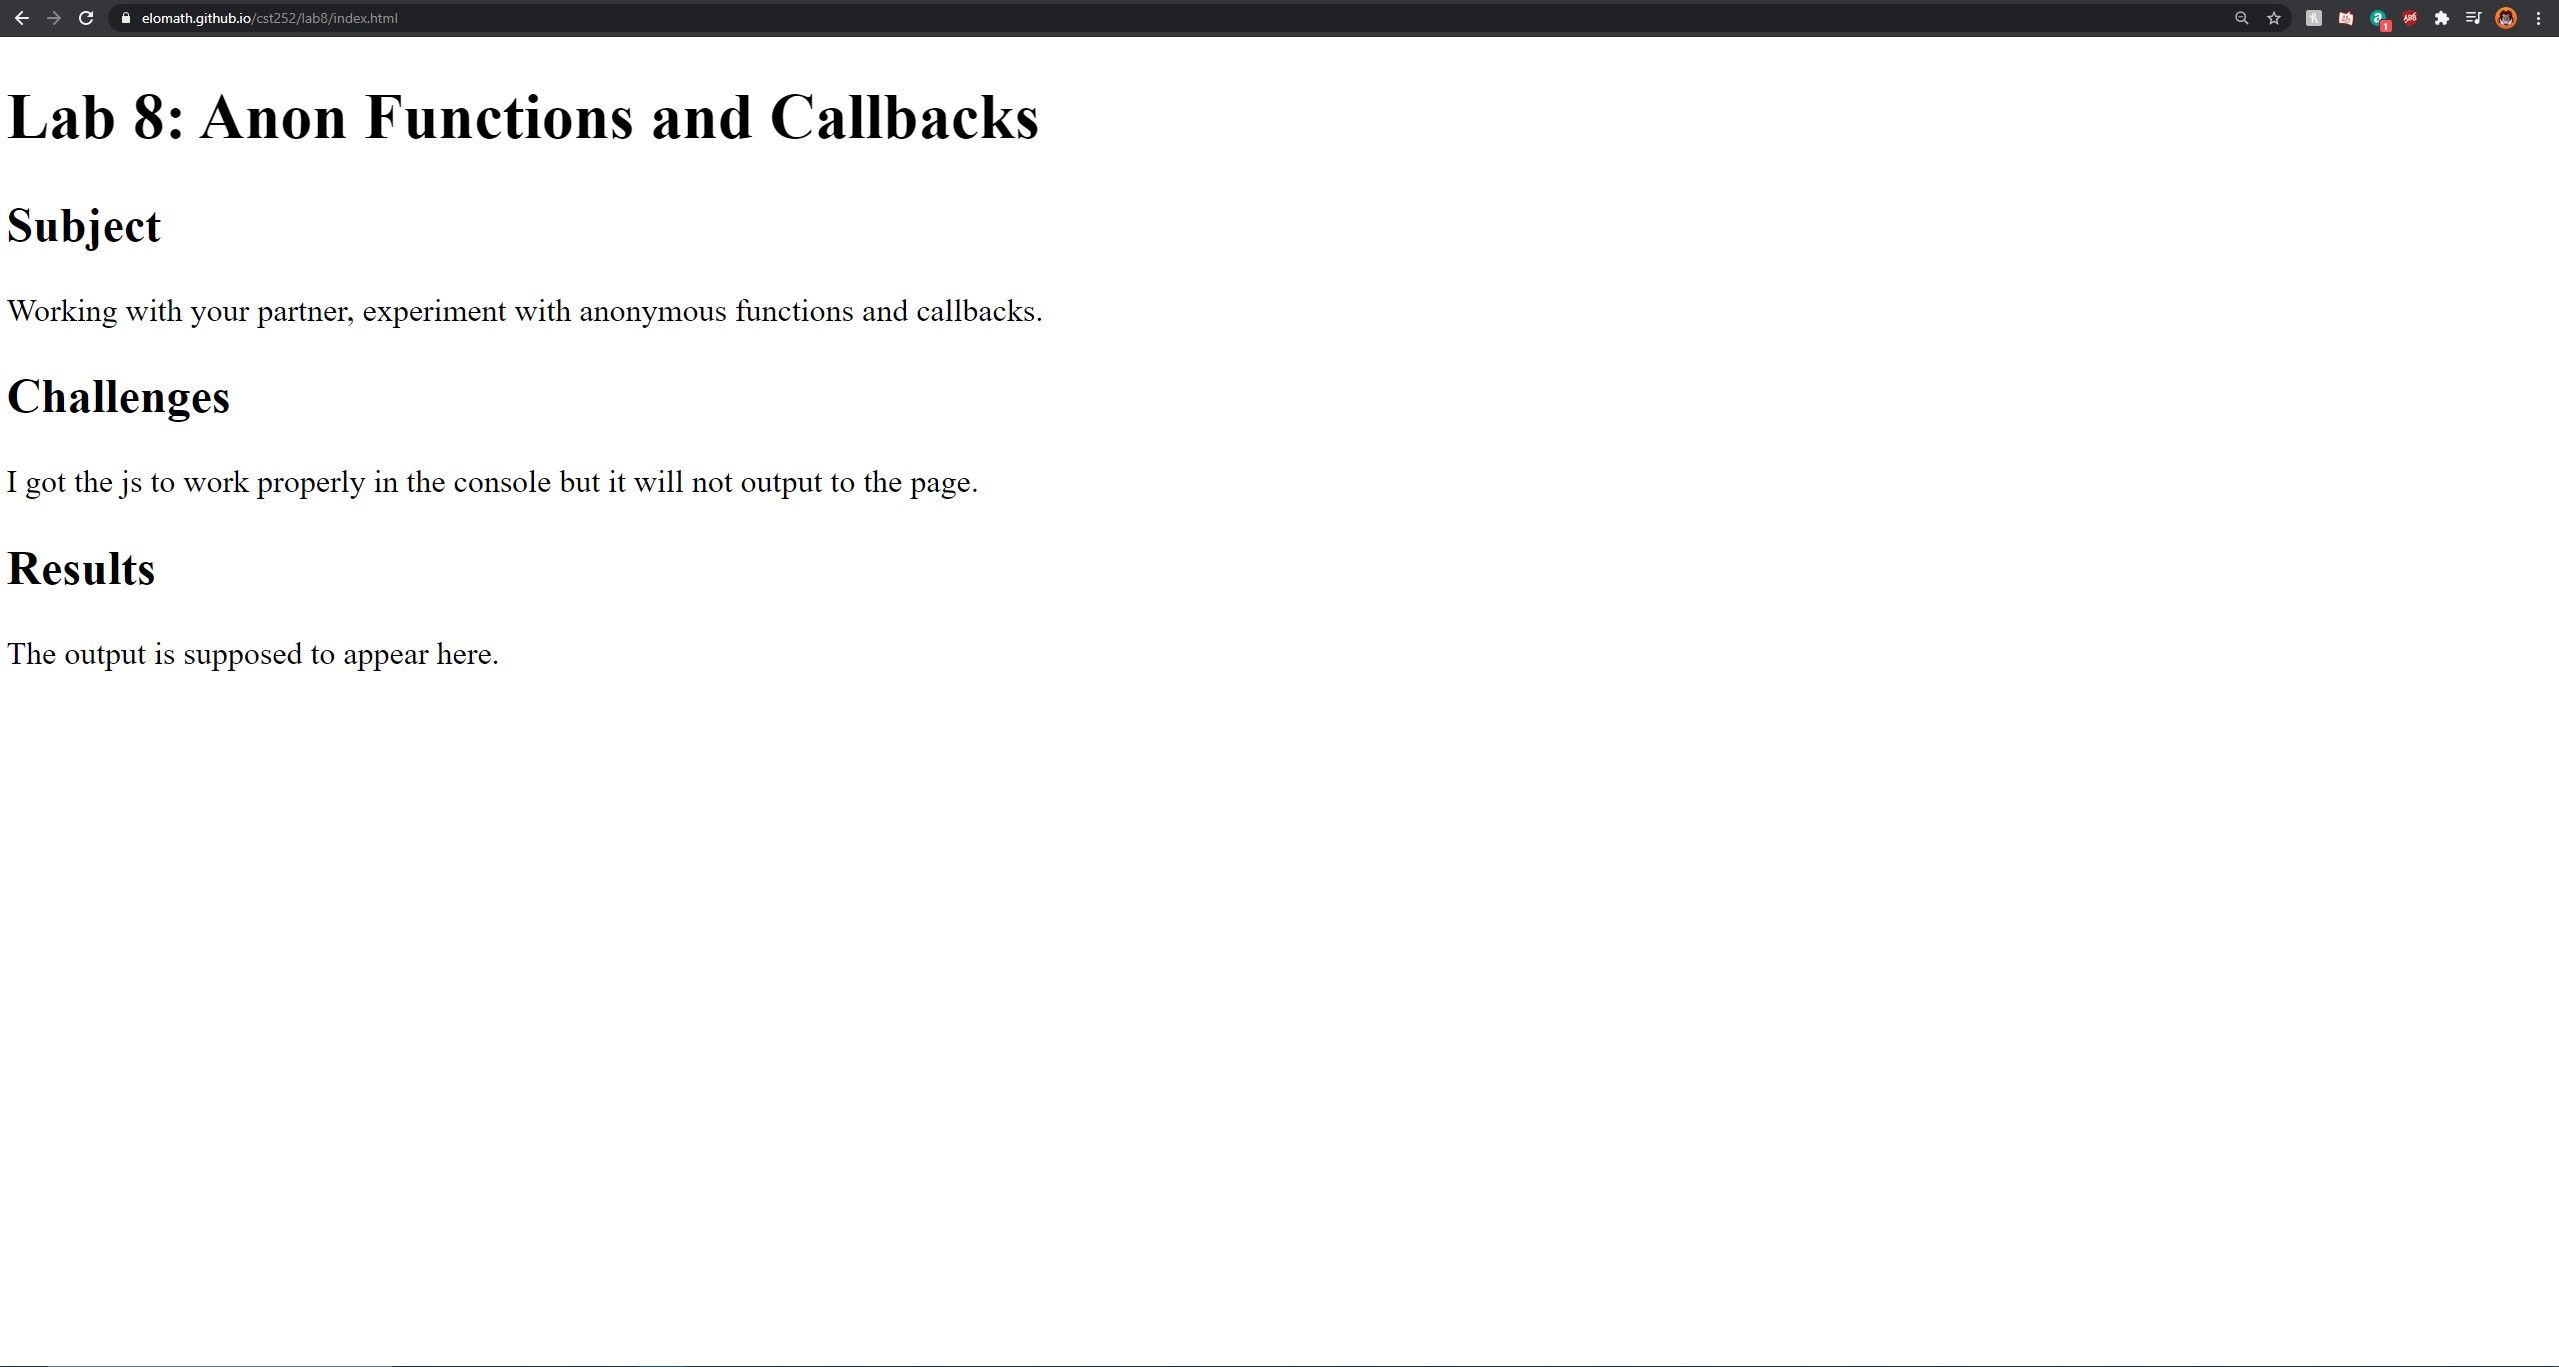 elomath.github.io/cst252/lab8/index.html
1
Lab 8: Anon Functions and Callbacks
Subject
Working with your partner, experiment with anonymous functions and callbacks.
Challenges
I got the js to work properly in the console but it will not output to the page.
Results
The output is supposed to appear here.